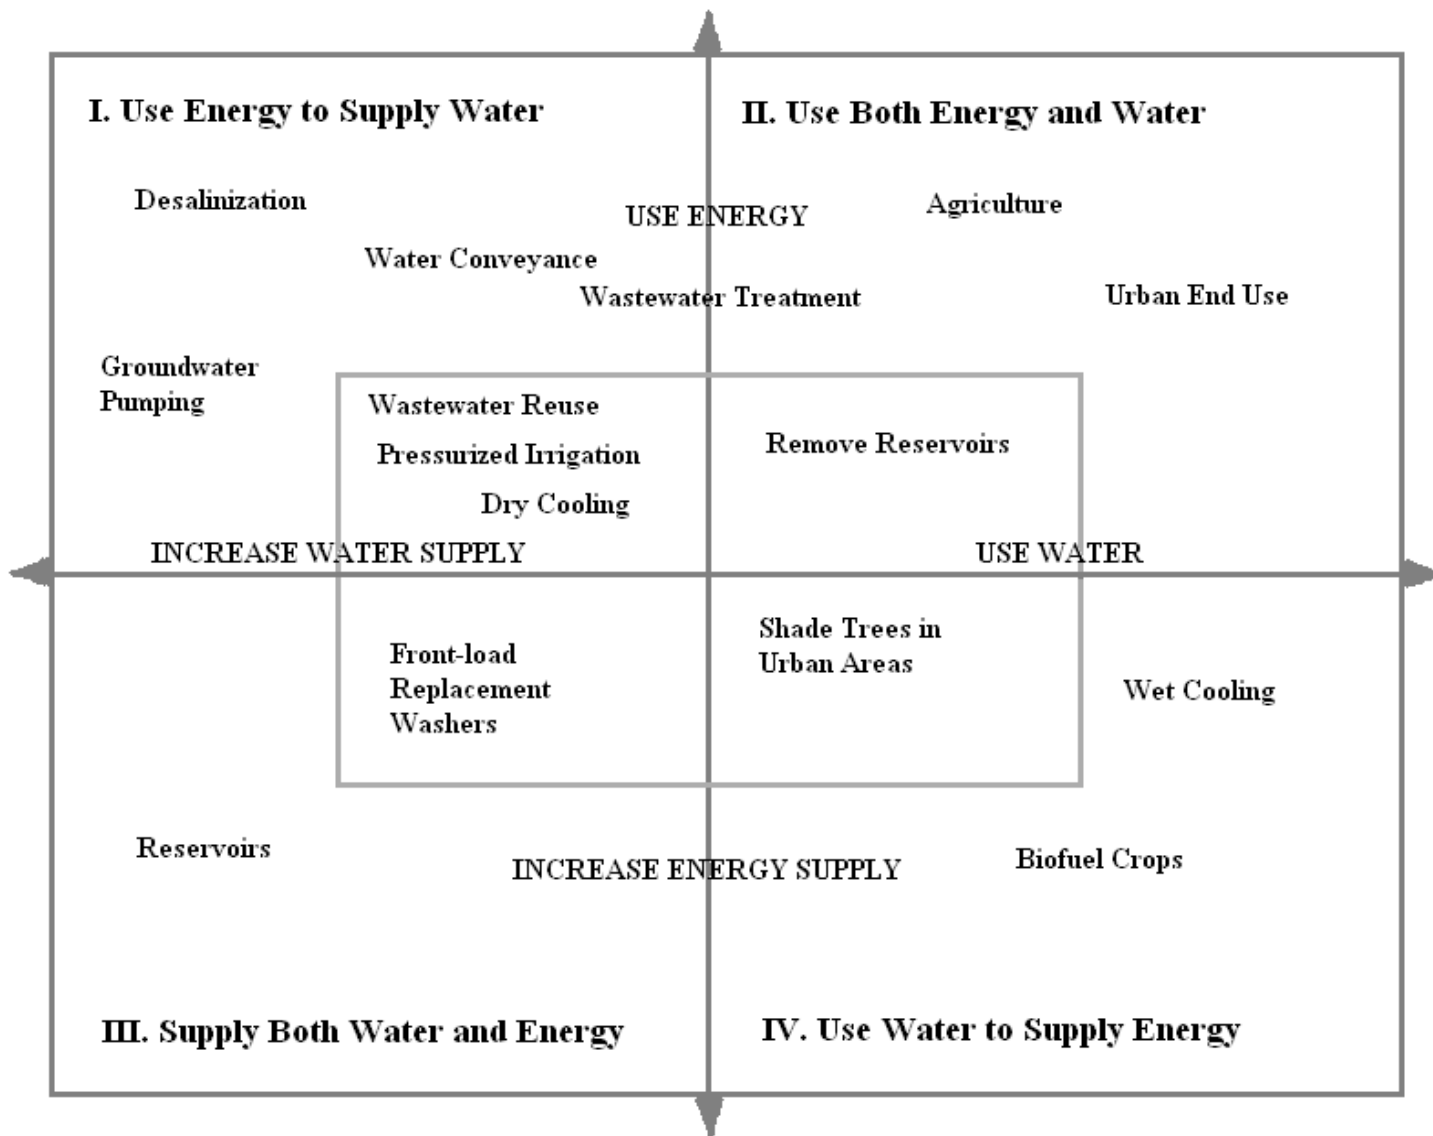 I. Use Energy to Supply Water
II. Use Both Energy and Water
Desalinization
USE ENERGY
Agriculture
Water Conveyance
Wastewater Treatment
Urban End Use
Groundwater
Pumping
Wastewater Reuse
Pressurized Irrigation
Remove Reservoirs
Dry Cooling
INCREASE WATER SUPPLY
USE WATER
Front-load
Replacement
Washers
Shade Trees in
Urban Areas
Wet Cooling
Reservoirs
INCREASE ENERGY SUPPLY
Biofuel Crops
III. Supply Both Water and Energy
IV. Use Water to Supply Energy